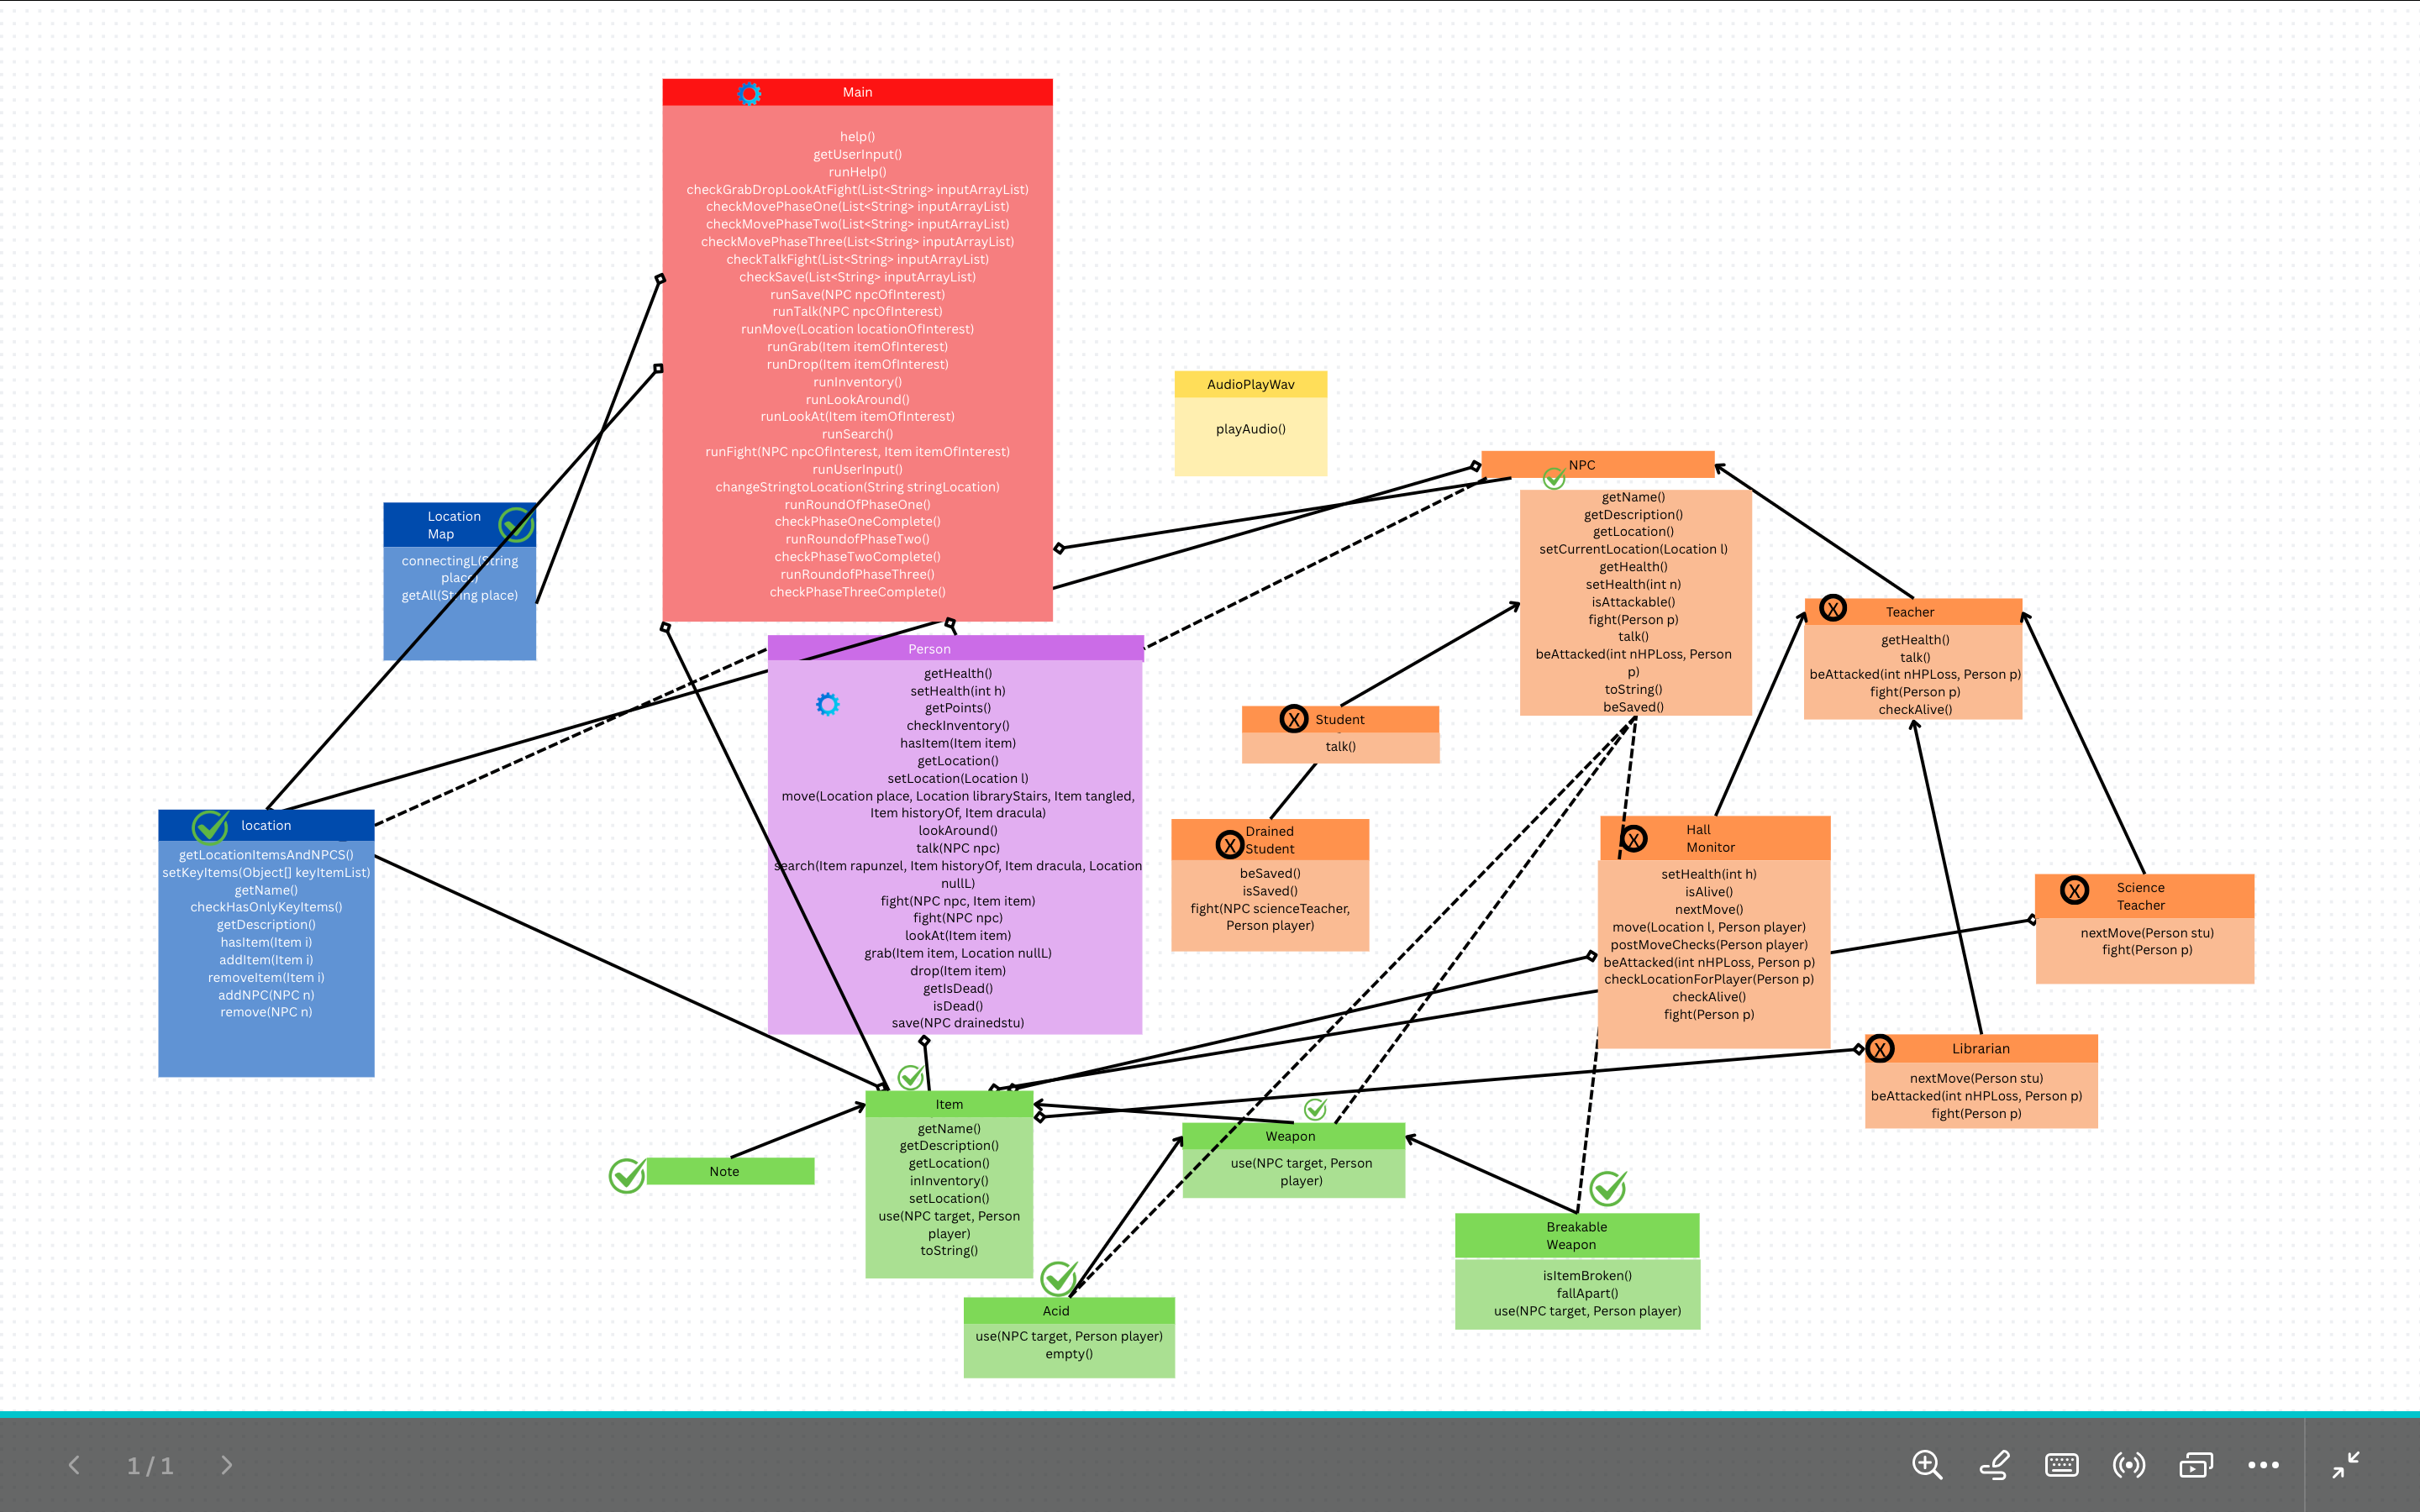 Main
help()
getUserInput()
runHelp()
checkGrabDropLookAtFight(List<String> inputArrayList)
checkMovePhaseOne(List<String> inputArrayList)
checkMovePhaseTwo(List<String> inputArrayList)
checkMovePhaseThree(List<String> inputArrayList)
checkTalkFight(List<String> inputArrayList)
checkSave(List<String> inputArrayList)
runSave(NPC npcOfInterest)
runTalk(NPC npcOfInterest)
runMove(Location locationOfInterest)
runGrab(Item itemOfInterest)
runDrop(Item itemOfInterest)
runInventory()
runLookAround()
runLookAt(Item itemOfInterest)
runSearch()
runFight(NPC npcOfInterest, Item itemOfInterest)
runUserInput()
changeStringtoLocation(String stringLocation)
runRoundOfPhaseOne()
checkPhaseOneComplete()
runRoundofPhaseTwo()
checkPhaseTwoComplete()
runRoundofPhaseThree()
checkPhaseThreeComplete()
AudioPlayWav
playAudio()
Location
Map
connectingL(String
place)
getAll(String place)
NPC
getName()
getDescription()
getLocation()
setCurrentLocation(Location l)
getHealth()
setHealth(int n)
isAttackable()
fight(Person p)
talk()
beAttacked(int nHPLoss, Person
p)
toString()
beSaved()
X
Teacher
getHealth()
talk()
beAttacked(int nHPLoss, Person p)
fight(Person p)
checkAlive()
Person
getHealth()
setHealth(int h)
getPoints()
checkInventory()
hasItem(Item item)
getLocation()
setLocation(Location l)
move(Location place, Location libraryStairs, Item tangled,
Item historyOf, Item dracula)
lookAround()
talk(NPC npc)
search(Item rapunzel, Item historyOf, Item dracula, Location
nullL)
fight(NPC npc, Item item)
fight(NPC npc)
lookAt(Item item)
grab(Item item, Location nullL)
drop(Item item)
getIsDead()
isDead()
save(NPC drainedstu)
X
Student
talk()
location
getLocationItemsAndNPCS()
setKeyItems(Object[] keyItemList)
getName()
checkHasOnlyKeyItems()
getDescription()
hasItem(Item i)
addItem(Item i)
removeItem(Item i)
addNPC(NPC n)
remove(NPC n)
X
Drained
Student
beSaved()
isSaved()
fight(NPC scienceTeacher,
Person player)
X
Hall
Monitor
setHealth(int h)
isAlive()
nextMove()
move(Location l, Person player)
postMoveChecks(Person player)
beAttacked(int nHPLoss, Person p)
checkLocationForPlayer(Person p)
checkAlive()
fight(Person p)
X
Science
Teacher
nextMove(Person stu)
fight(Person p)
X
Librarian
nextMove(Person stu)
beAttacked(int nHPLoss, Person p)
fight(Person p)
Item
getName()
getDescription()
getLocation()
inInventory()
setLocation()
use(NPC target, Person
player)
toString()
Note
Weapon
use(NPC target, Person
player)
Breakable
Weapon
isItemBroken()
fallApart()
use(NPC target, Person player)
Acid
use(NPC target, Person player)
empty()
1 / 1